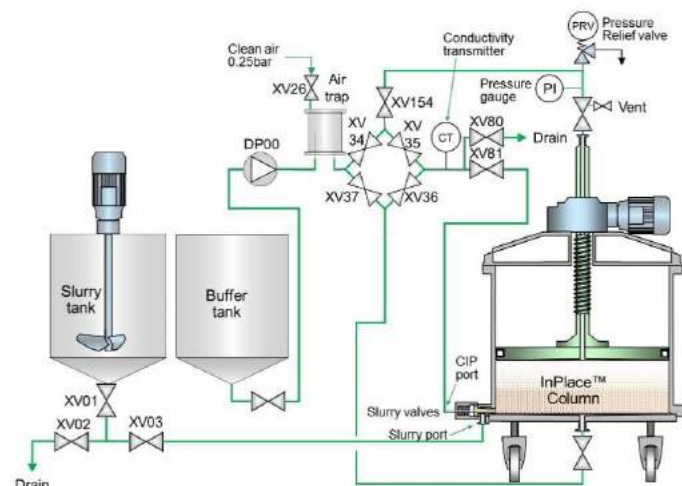 PRV
Pressure
Relief valve
Clean air
0.25bar
Conductivity
transmitter
Air
trap
XV26
Pressure
gauge
PI
XV154
Vent
XV
34
XV
35
XV80
CT
Drain
DP00
XV81
XV37
XV36
Slurry
tank
Buffer
tank
CIP
port
InPlace™
Column
XV01
Slurry valves
XV02
XV03
Slurry port
Drain